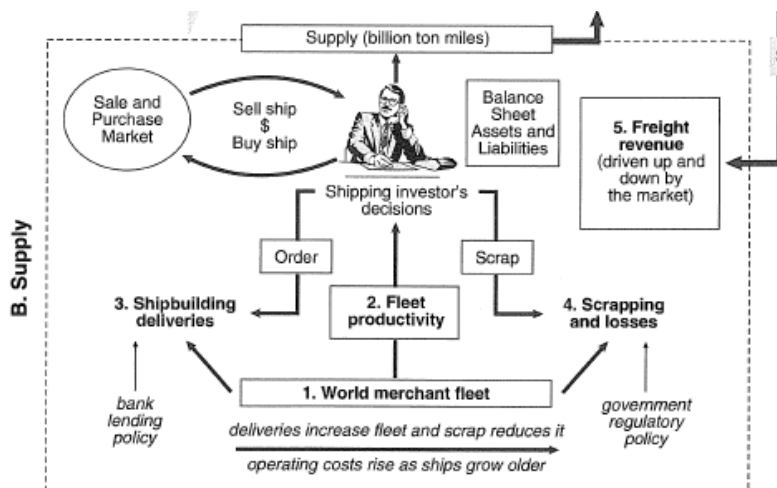 Supply (billion ton miles)
Sale and
Purchase
Market
Sell ship
$
Buy ship
Balance
Sheet
Assets and
Liabilities
5. Freight
revenue
(driven up and
down by
the market)
Shipping investor's
decisions
Order
Scrap
B. Supply
3. Shipbuilding
deliveries
2. Fleet
productivity
4. Scrapping
and losses
bank
lending
policy
1. World merchant fleet
government
regulatory
policy
deliveries increase fleet and scrap reduces it
operating costs rise as ships grow older